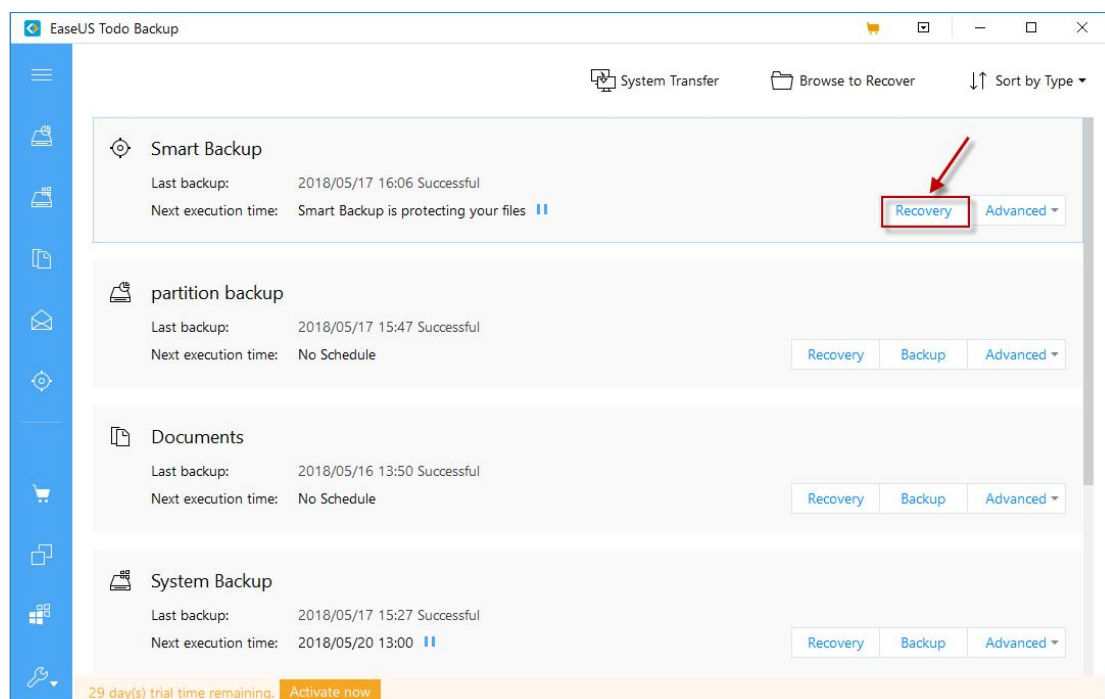 EaseUS Todo Backup
System Transfer Browse to Recover Sort by Type
Smart Backup
Last backup: 2018/05/17 16:06 Successful
Next execution time: Smart Backup is protecting your files
Recovery Advanced
partition backup
Last backup: 2018/05/17 15:47 Successful
Next execution time: No Schedule
Recovery Backup Advanced
Documents
Last backup: 2018/05/16 13:50 Successful
Next execution time: No Schedule
Recovery Backup Advanced
System Backup
Last backup: 2018/05/17 15:27 Successful
Next execution time: 2018/05/20 13:00
Recovery Backup Advanced
29 day(s) trial time remaining. Activate now